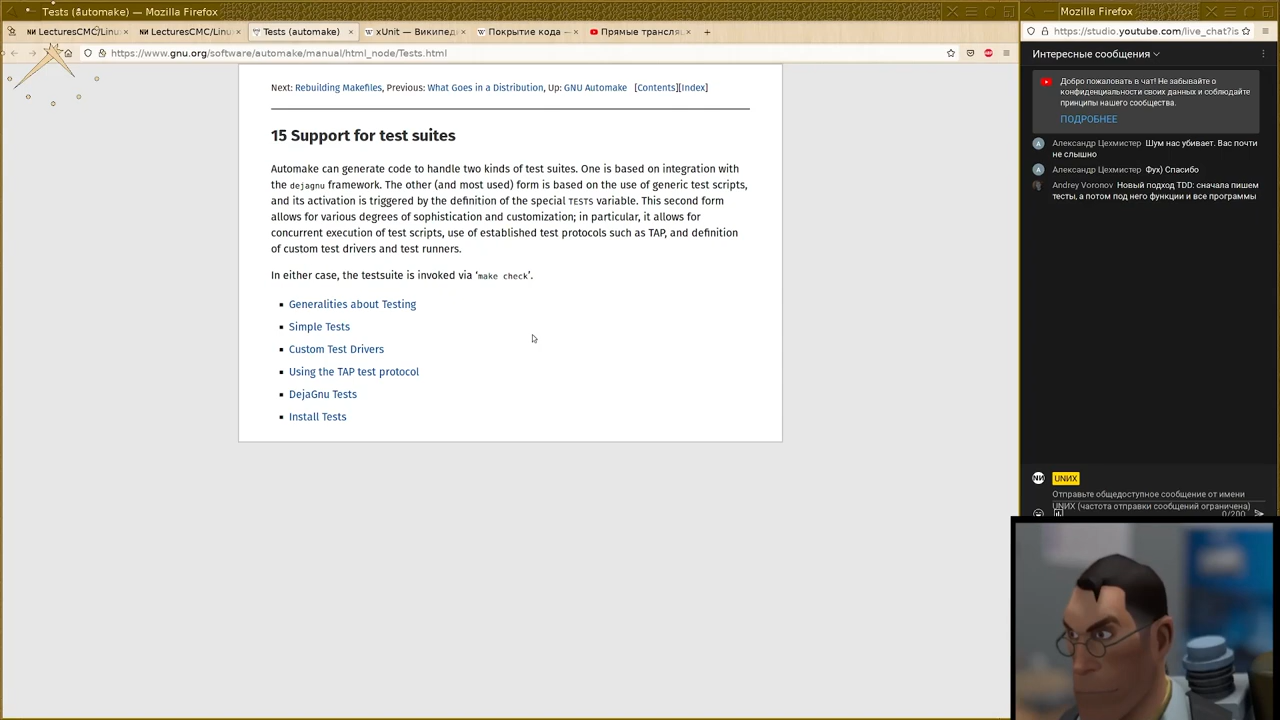 Tests (automake) — Mozilla Firefox
Mozilla Firefox
LecturesCMC/Linu
LecturesCMC/Linu
Tests (automake)
xUnit — Википед
Покрытие кода —
Прямые трансляц
https://www.gnu.org/software/automake/manual/html_node/Tests.html
https://studio.youtube.com/live_chat?is
Next: Rebuilding Makefiles, Previous: What Goes in a Distribution, Up: GNU Automake [Contents][Index]
15 Support for test suites
Automake can generate code to handle two kinds of test suites. One is based on integration with
the dejagnu framework. The other (and most used) form is based on the use of generic test scripts,
and its activation is triggered by the definition of the special TESTS variable. This second form
allows for various degrees of sophistication and customization; in particular, it allows for
concurrent execution of test scripts, use of established test protocols such as TAP, and definition
of custom test drivers and test runners.
In either case, the testsuite is invoked via ‘make check’.
Generalities about Testing
Simple Tests
Custom Test Drivers
Using the TAP test protocol
DejaGnu Tests
Install Tests
Интересные сообщения
Добро пожаловать в чат! Не забывайте о
конфиденциальности своих данных и соблюдайте
принципы нашего сообщества.
ПОДРОБНЕЕ
Александр Цехмистер Шум нас убивает. Вас почти
не слышно
Александр Цехмистер Фух) Спасибо
Andrey Voronov Новый подход TDD: сначала пишем
тесты, а потом под него функции и все программы
UNИX
Отправьте общедоступное сообщение от имени
UNИX (частота отправки сообщений ограничена)
0/200